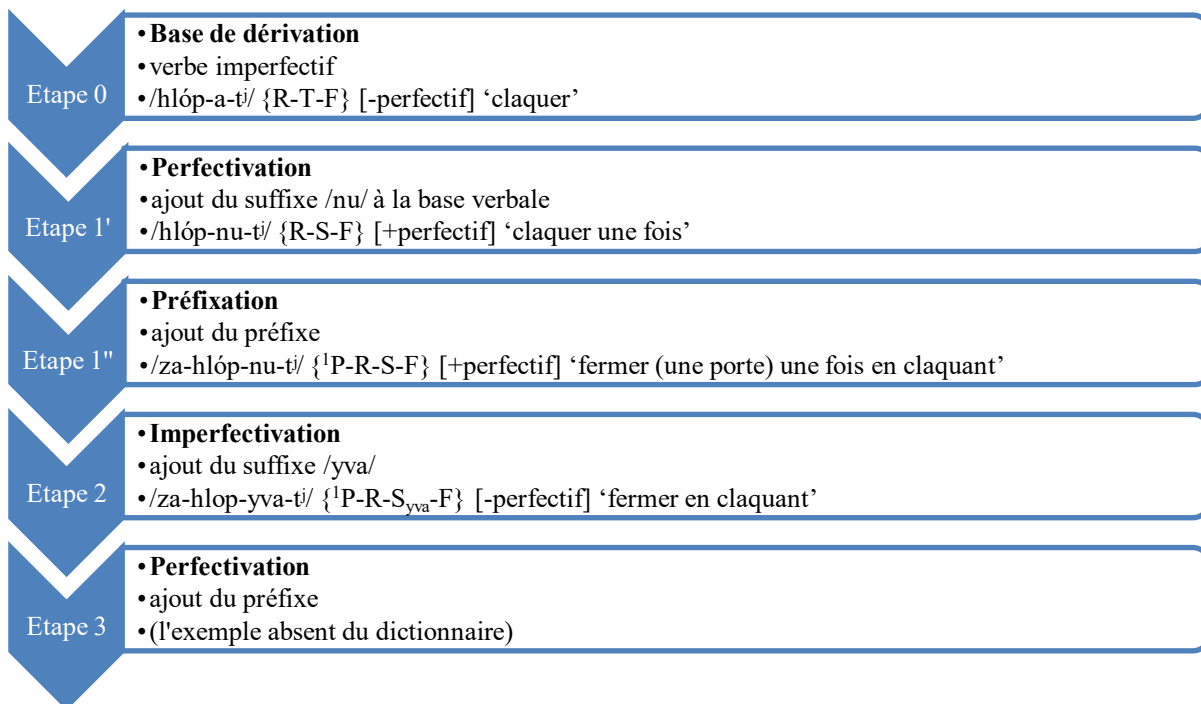 Etape 0
•Base de dérivation
•verbe imperfectif
•/hlóp-a-tʲ/ {R-T-F} [-perfectif] ‘claquer’
Etape 1'
•Perfectivation
•ajout du suffixe /nu/ à la base verbale
•/hlóp-nu-tʲ/ {R-S-F} [+perfectif] ‘claquer une fois’
Etape 1"
•Préfixation
•ajout du préfixe
•/za-hlóp-nu-tʲ/ {¹P-R-S-F} [+perfectif] ‘fermer (une porte) une fois en claquant’
Etape 2
•Imperfectivation
•ajout du suffixe /yva/
•/za-hlop-yva-tʲ/ {¹P-R-Syva-F} [-perfectif] ‘fermer en claquant’
Etape 3
•Perfectivation
•ajout du préfixe
•(l'exemple absent du dictionnaire)